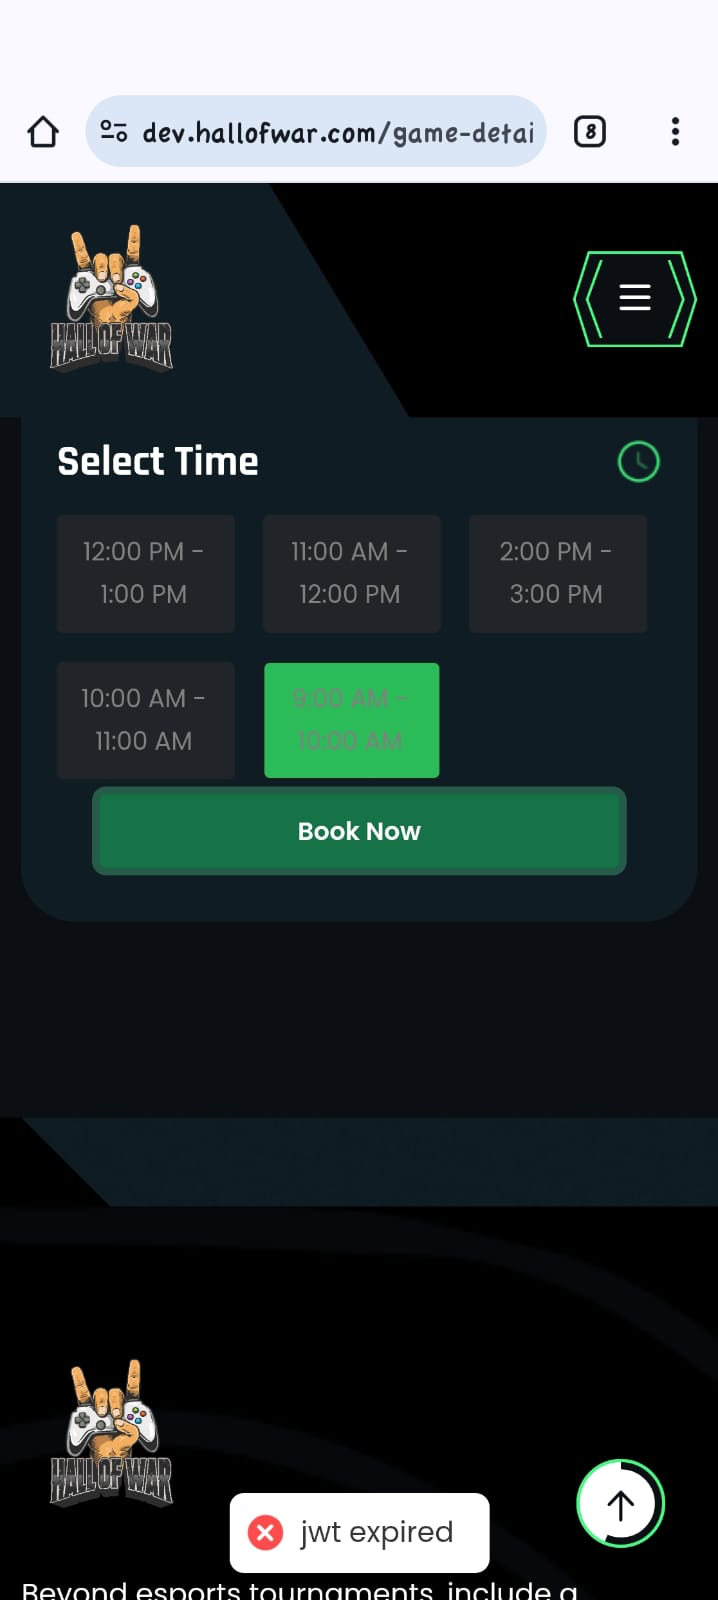 dev.hallofwar.com/game-detai
8
HALL OF WAR
Select Time
12:00 PM -
1:00 PM
11:00 AM -
12:00 PM
2:00 PM -
3:00 PM
10:00 AM -
11:00 AM
9:00 AM -
10:00 AM
Book Now
HALL OF WAR
jwt expired
Beyond esports tournaments, include a